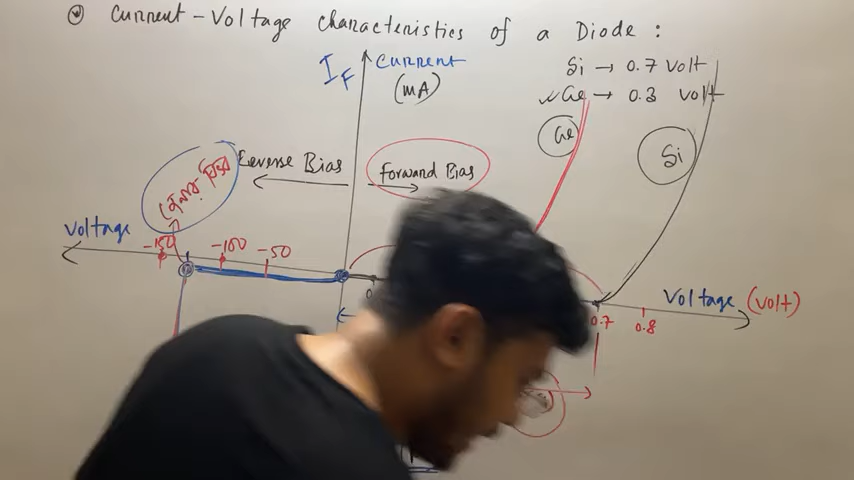 Current-Voltage characteristics of a Diode :
IF
Current
(mA)
Si → 0.7 Volt
✓Ge → 0.3 Volt
Ge
Si
Reverse Bias
Forward Bias
Voltage
-150
-100
-50
0.7
0.8
Voltage (Volt)